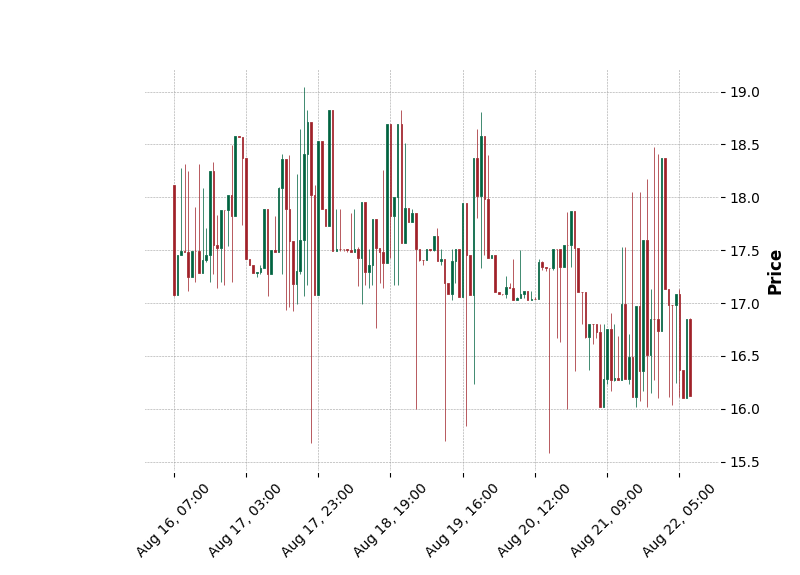 19.0
18.5
18.0
17.5
17.0
16.5
16.0
15.5
Price
Aug 16, 07:00
Aug 17, 03:00
Aug 17, 23:00
Aug 18, 19:00
Aug 19, 16:00
Aug 20, 12:00
Aug 21, 09:00
Aug 22, 05:00